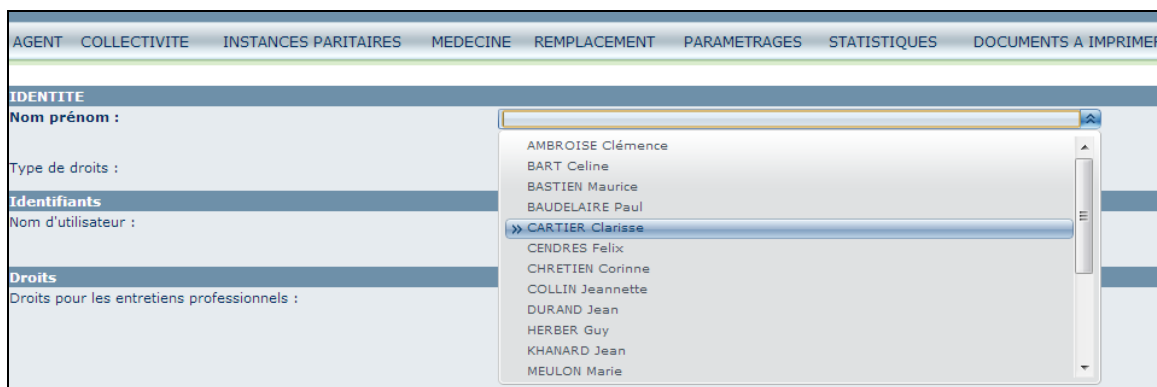 AGENT COLLECTIVITE INSTANCES PARITAIRES MEDECINE REMPLACEMENT PARAMETRAGES STATISTIQUES DOCUMENTS A IMPRIMER
IDENTITE
Nom prénom :
AMBROISE Clémence
BART Celine
Type de droits :
BASTIEN Maurice
Identifiants
BAUDELAIRE Paul
Nom d'utilisateur :
» CARTIER Clarisse
CENDRES Felix
CHRETIEN Corinne
Droits
COLLIN Jeannette
Droits pour les entretiens professionnels :
DURAND Jean
HERBER Guy
KHANARD Jean
MEULON Marie